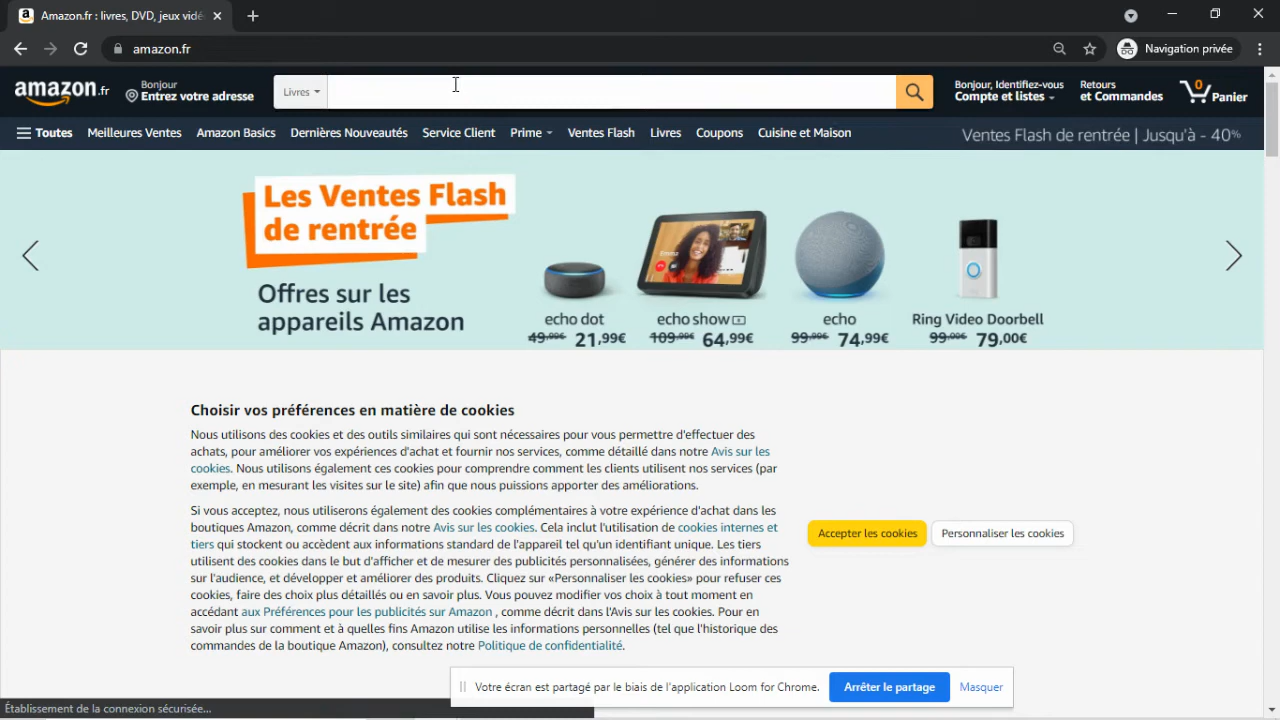 Amazon.fr : livres, DVD, jeux vidé
amazon.fr
Navigation privée
amazon.fr
Bonjour
Entrez votre adresse
Livres
Bonjour, Identifiez-vous
Compte et listes
Retours
et Commandes
0
Panier
Toutes Meilleures Ventes Amazon Basics Dernières Nouveautés Service Client Prime Ventes Flash Livres Coupons Cuisine et Maison Ventes Flash de rentrée | Jusqu'à - 40%
Les Ventes Flash
de rentrée
Offres sur les
appareils Amazon
echo dot
49,99€ 21,99€
echo show 5
109,99€ 64,99€
echo
99,99€ 74,99€
Ring Video Doorbell
99,00€ 79,00€
Choisir vos préférences en matière de cookies
Nous utilisons des cookies et des outils similaires qui sont nécessaires pour vous permettre d'effectuer des
achats, pour améliorer vos expériences d'achat et fournir nos services, comme détaillé dans notre Avis sur les
cookies. Nous utilisons également ces cookies pour comprendre comment les clients utilisent nos services (par
exemple, en mesurant les visites sur le site) afin que nous puissions apporter des améliorations.
Si vous acceptez, nous utiliserons également des cookies complémentaires à votre expérience d'achat dans les
boutiques Amazon, comme décrit dans notre Avis sur les cookies. Cela inclut l'utilisation de cookies internes et
tiers qui stockent ou accèdent aux informations standard de l'appareil tel qu'un identifiant unique. Les tiers
utilisent des cookies dans le but d'afficher et de mesurer des publicités personnalisées, générer des informations
sur l'audience, et développer et améliorer des produits. Cliquez sur «Personnaliser les cookies» pour refuser ces
cookies, faire des choix plus détaillés ou en savoir plus. Vous pouvez modifier vos choix à tout moment en
accédant aux Préférences pour les publicités sur Amazon , comme décrit dans l'Avis sur les cookies. Pour en
savoir plus sur comment et à quelles fins Amazon utilise les informations personnelles (tel que l'historique des
commandes de la boutique Amazon), consultez notre Politique de confidentialité.
Accepter les cookies
Personnaliser les cookies
Votre écran est partagé par le biais de l'application Loom for Chrome.
Arrêter le partage
Masquer
Établissement de la connexion sécurisée...